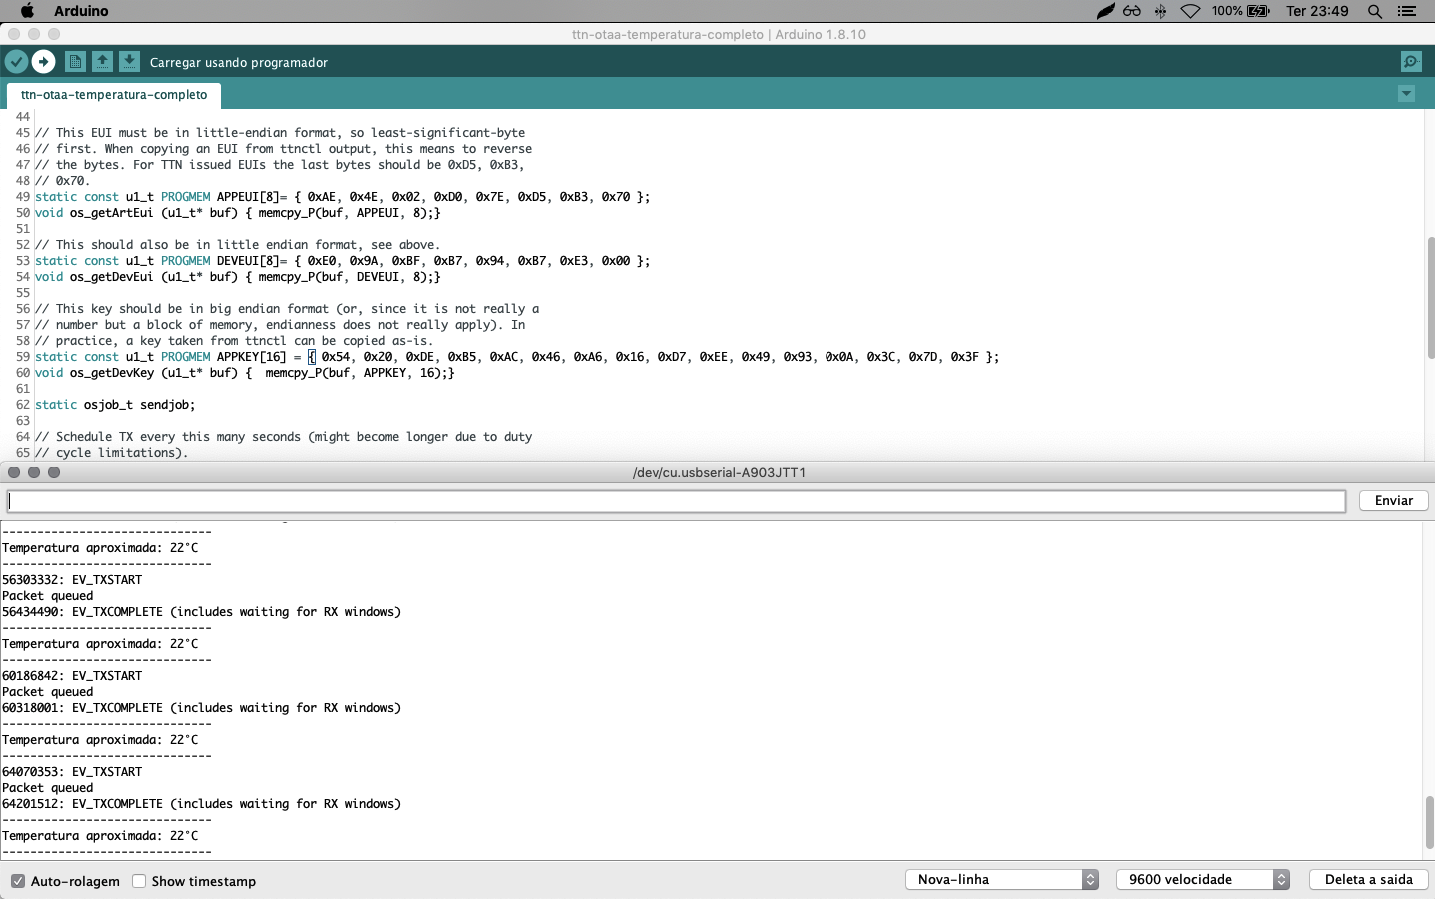 Arduino
100%
Ter 23:49
ttn-otaa-temperatura-completo | Arduino 1.8.10
Carregar usando programador
ttn-otaa-temperatura-completo
44
45 // This EUI must be in little-endian format, so least-significant-byte
46 // first. When copying an EUI from ttnctl output, this means to reverse
47 // the bytes. For TTN issued EUIs the last bytes should be 0xD5, 0xB3,
48 // 0x70.
49 static const u1_t PROGMEM APPEUI[8]= { 0xAE, 0x4E, 0x02, 0xD0, 0x7E, 0xD5, 0xB3, 0x70 };
50 void os_getArtEui (u1_t* buf) { memcpy_P(buf, APPEUI, 8);}
51
52 // This should also be in little endian format, see above.
53 static const u1_t PROGMEM DEVEUI[8]= { 0xE0, 0x9A, 0xBF, 0xB7, 0x94, 0xB7, 0xE3, 0x00 };
54 void os_getDevEui (u1_t* buf) { memcpy_P(buf, DEVEUI, 8);}
55
56 // This key should be in big endian format (or, since it is not really a
57 // number but a block of memory, endianness does not really apply). In
58 // practice, a key taken from ttnctl can be copied as-is.
59 static const u1_t PROGMEM APPKEY[16] = { 0x54, 0x20, 0xDE, 0xB5, 0xAC, 0x46, 0xA6, 0x16, 0xD7, 0xEE, 0x49, 0x93, 0x0A, 0x3C, 0x7D, 0x3F };
60 void os_getDevKey (u1_t* buf) {  memcpy_P(buf, APPKEY, 16);}
61
62 static osjob_t sendjob;
63
64 // Schedule TX every this many seconds (might become longer due to duty
65 // cycle limitations).
/dev/cu.usbserial-A903JTT1
Enviar
------------------------------
Temperatura aproximada: 22°C
------------------------------
56303332: EV_TXSTART
Packet queued
56434490: EV_TXCOMPLETE (includes waiting for RX windows)
------------------------------
Temperatura aproximada: 22°C
------------------------------
60186842: EV_TXSTART
Packet queued
60318001: EV_TXCOMPLETE (includes waiting for RX windows)
------------------------------
Temperatura aproximada: 22°C
------------------------------
64070353: EV_TXSTART
Packet queued
64201512: EV_TXCOMPLETE (includes waiting for RX windows)
------------------------------
Temperatura aproximada: 22°C
------------------------------
Auto-rolagem
Show timestamp
Nova-linha
9600 velocidade
Deleta a saida